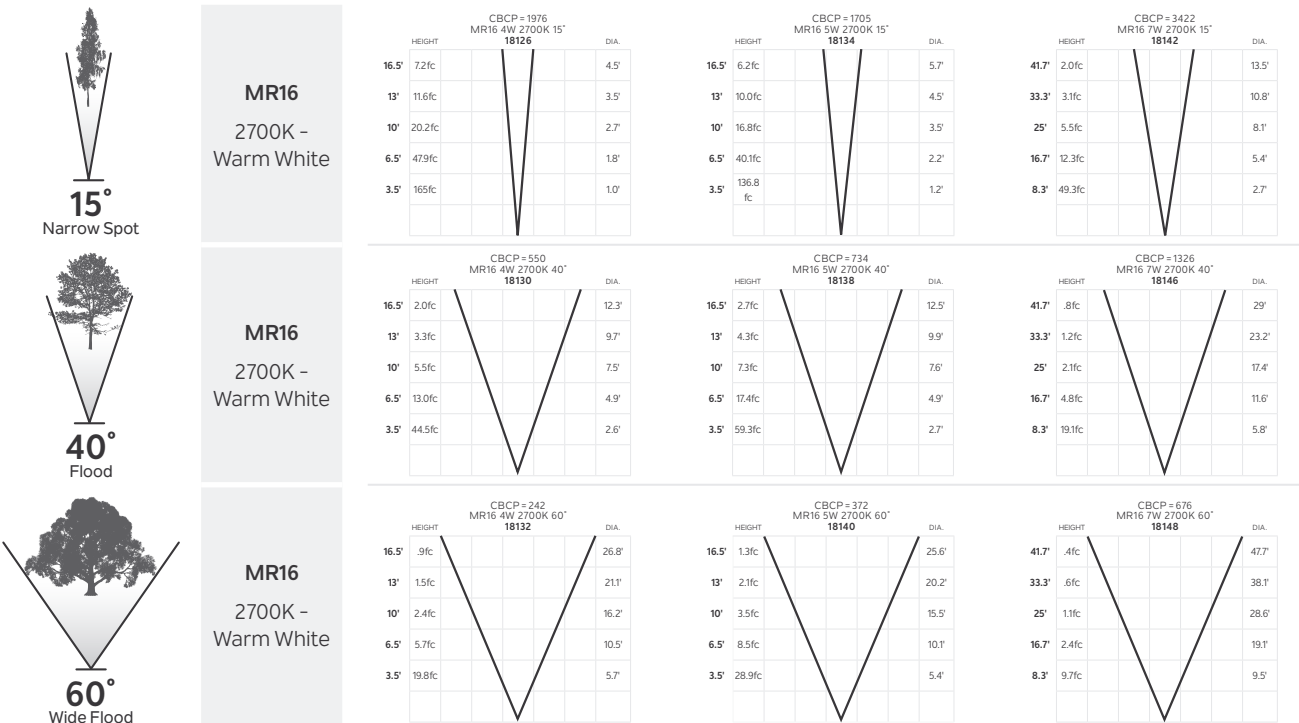 15°
Narrow Spot
MR16
2700K -
Warm White
CBCP = 1976
MR16 4W 2700K 15°
HEIGHT 18126 DIA.
16.5' 7.2fc 4.5'
13' 11.6fc 3.5'
10' 20.2fc 2.7'
6.5' 47.9fc 1.8'
3.5' 165fc 1.0'
CBCP = 1705
MR16 5W 2700K 15°
HEIGHT 18134 DIA.
16.5' 6.2fc 5.7'
13' 10.0fc 4.5'
10' 16.8fc 3.5'
6.5' 40.1fc 2.2'
3.5' 136.8 fc 1.2'
CBCP = 3422
MR16 7W 2700K 15°
HEIGHT 18142 DIA.
41.7' 2.0fc 13.5'
33.3' 3.1fc 10.8'
25' 5.5fc 8.1'
16.7' 12.3fc 5.4'
8.3' 49.3fc 2.7'
40°
Flood
MR16
2700K -
Warm White
CBCP = 550
MR16 4W 2700K 40°
HEIGHT 18130 DIA.
16.5' 2.0fc 12.3'
13' 3.3fc 9.7'
10' 5.5fc 7.5'
6.5' 13.0fc 4.9'
3.5' 44.5fc 2.6'
CBCP = 734
MR16 5W 2700K 40°
HEIGHT 18138 DIA.
16.5' 2.7fc 12.5'
13' 4.3fc 9.9'
10' 7.3fc 7.6'
6.5' 17.4fc 4.9'
3.5' 59.3fc 2.7'
CBCP = 1326
MR16 7W 2700K 40°
HEIGHT 18146 DIA.
41.7' .8fc 29'
33.3' 1.2fc 23.2'
25' 2.1fc 17.4'
16.7' 4.8fc 11.6'
8.3' 19.1fc 5.8'
60°
Wide Flood
MR16
2700K -
Warm White
CBCP = 242
MR16 4W 2700K 60°
HEIGHT 18132 DIA.
16.5' .9fc 26.8'
13' 1.5fc 21.1'
10' 2.4fc 16.2'
6.5' 5.7fc 10.5'
3.5' 19.8fc 5.7'
CBCP = 372
MR16 5W 2700K 60°
HEIGHT 18140 DIA.
16.5' 1.3fc 25.6'
13' 2.1fc 20.2'
10' 3.5fc 15.5'
6.5' 8.5fc 10.1'
3.5' 28.9fc 5.4'
CBCP = 676
MR16 7W 2700K 60°
HEIGHT 18148 DIA.
41.7' .4fc 47.7'
33.3' .6fc 38.1'
25' 1.1fc 28.6'
16.7' 2.4fc 19.1'
8.3' 9.7fc 9.5'